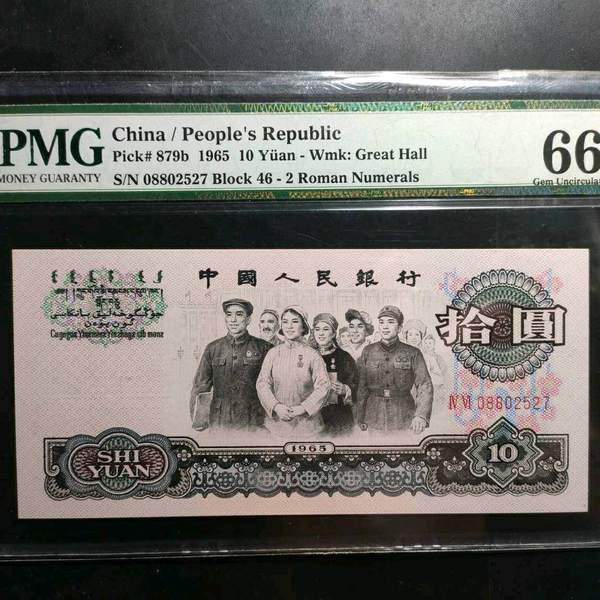 PMG
MONEY GUARANTY
China / People's Republic
Pick# 879b 1965 10 Yüan - Wmk: Great Hall
S/N 08802527 Block 46 - 2 Roman Numerals
66
Gem Uncircula
中國人民銀行
拾圓
IV VI 08802527
1965
SHI
YUAN
10